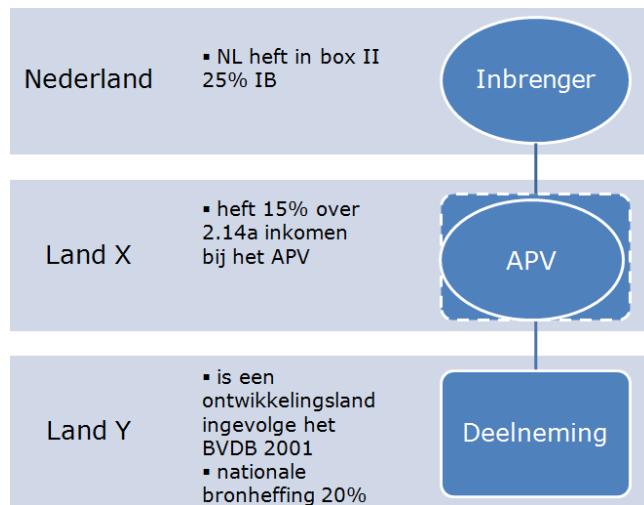 Nederland
▪ NL heft in box II
25% IB
Inbrenger
Land X
▪ heft 15% over
2.14a inkomen
bij het APV
APV
Land Y
▪ is een
ontwikkelingsland
ingevolge het
BVDB 2001
▪ nationale
bronheffing 20%
Deelneming